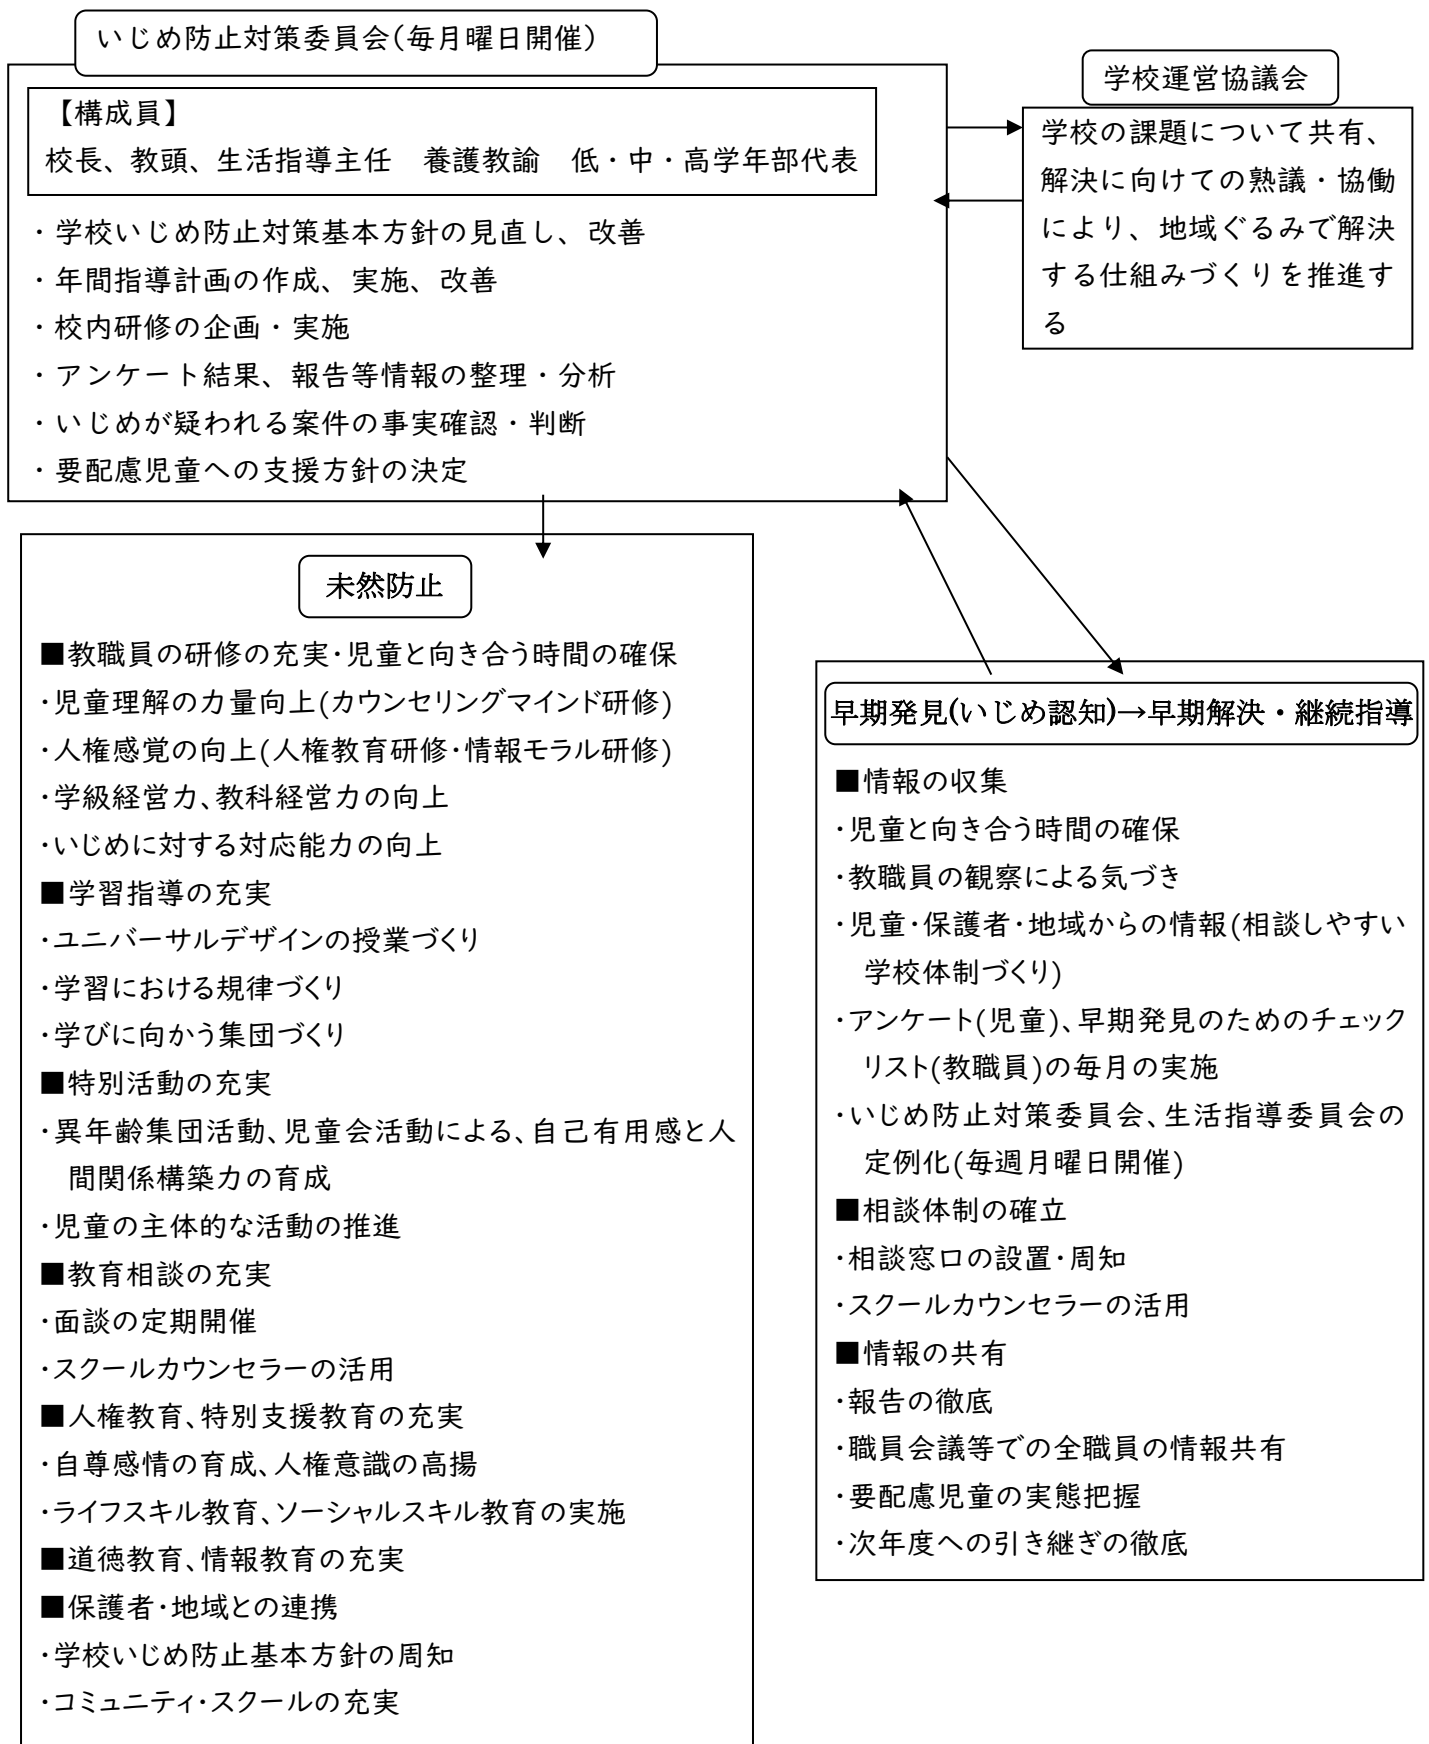 いじめ防止対策委員会(毎月曜日開催)
【構成員】
校長、教頭、生活指導主任　養護教諭　低・中・高学年部代表
・学校いじめ防止対策基本方針の見直し、改善
・年間指導計画の作成、実施、改善
・校内研修の企画・実施
・アンケート結果、報告等情報の整理・分析
・いじめが疑われる案件の事実確認・判断
・要配慮児童への支援方針の決定
学校運営協議会
学校の課題について共有、
解決に向けての熟議・協働
により、地域ぐるみで解決
する仕組みづくりを推進す
る
未然防止
■教職員の研修の充実・児童と向き合う時間の確保
・児童理解の力量向上(カウンセリングマインド研修)
・人権感覚の向上(人権教育研修・情報モラル研修)
・学級経営力、教科経営力の向上
・いじめに対する対応能力の向上
■学習指導の充実
・ユニバーサルデザインの授業づくり
・学習における規律づくり
・学びに向かう集団づくり
■特別活動の充実
・異年齢集団活動、児童会活動による、自己有用感と人
間関係構築力の育成
・児童の主体的な活動の推進
■教育相談の充実
・面談の定期開催
・スクールカウンセラーの活用
■人権教育、特別支援教育の充実
・自尊感情の育成、人権意識の高揚
・ライフスキル教育、ソーシャルスキル教育の実施
■道徳教育、情報教育の充実
■保護者・地域との連携
・学校いじめ防止基本方針の周知
・コミュニティ・スクールの充実
早期発見(いじめ認知)→早期解決・継続指導
■情報の収集
・児童と向き合う時間の確保
・教職員の観察による気づき
・児童・保護者・地域からの情報(相談しやすい
学校体制づくり)
・アンケート(児童)、早期発見のためのチェック
リスト(教職員)の毎月の実施
・いじめ防止対策委員会、生活指導委員会の
定例化(毎週月曜日開催)
■相談体制の確立
・相談窓口の設置・周知
・スクールカウンセラーの活用
■情報の共有
・報告の徹底
・職員会議等での全職員の情報共有
・要配慮児童の実態把握
・次年度への引き継ぎの徹底